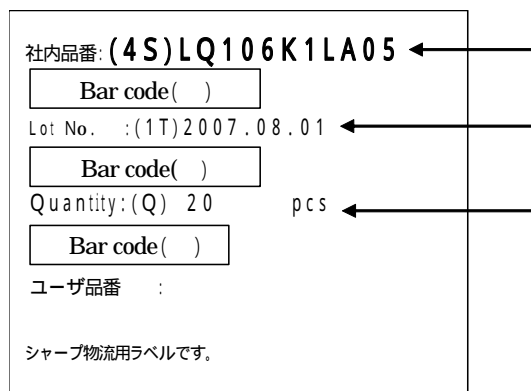 社内品番:(4S)LQ106K1LA05
Bar code( )
Lot No. :(1T)2007.08.01
Bar code( )
Quantity:(Q) 20 pcs
Bar code( )
ユーザ品番 :
シャープ物流用ラベルです。